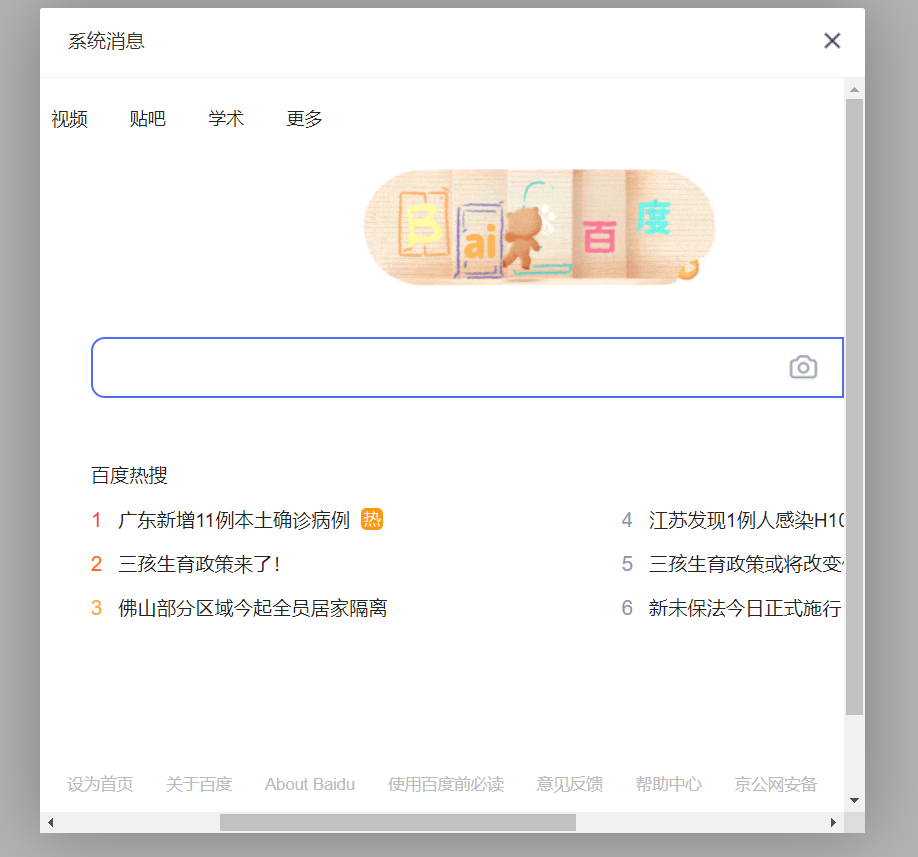 系统消息
视频 贴吧 学术 更多
Bai 百度
百度热搜
1 广东新增11例本土确诊病例 热
4 江苏发现1例人感染H10
2 三孩生育政策来了!
5 三孩生育政策或将改变
3 佛山部分区域今起全员居家隔离
6 新未保法今日正式施行
设为首页 关于百度 About Baidu 使用百度前必读 意见反馈 帮助中心 京公网安备